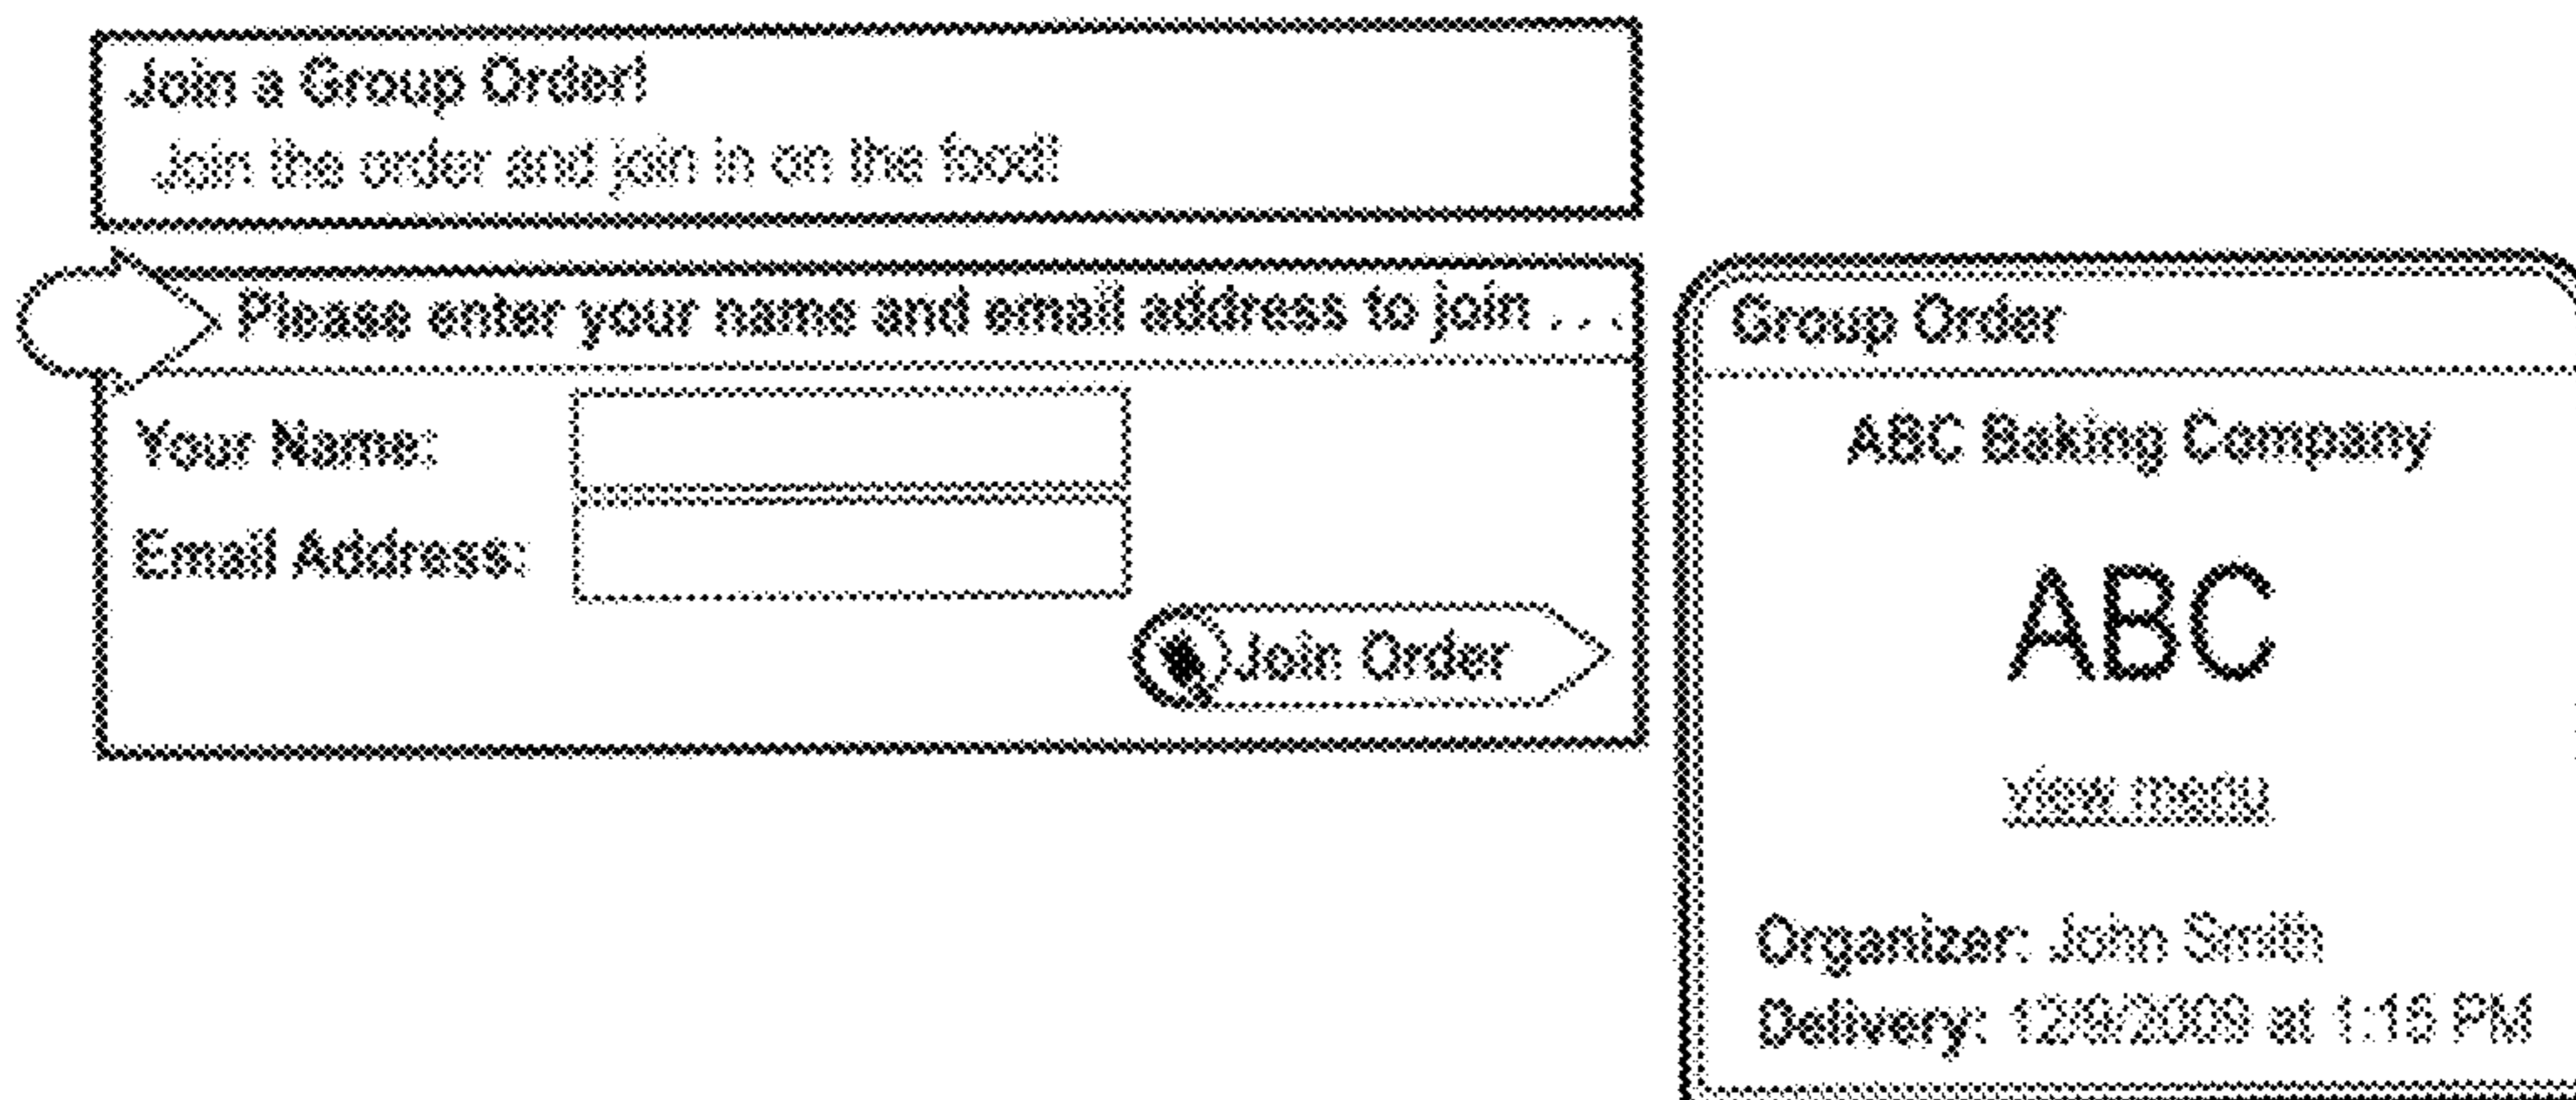 Join a Group Order!
Join the order and join in on the food!
Please enter your name and email address to join . . .
Your Name:
Email Address:
Join Order
Group Order
ABC Baking Company
ABC
view menu
Organizer: John Smith
Delivery: 12/9/2009 at 1:15 PM